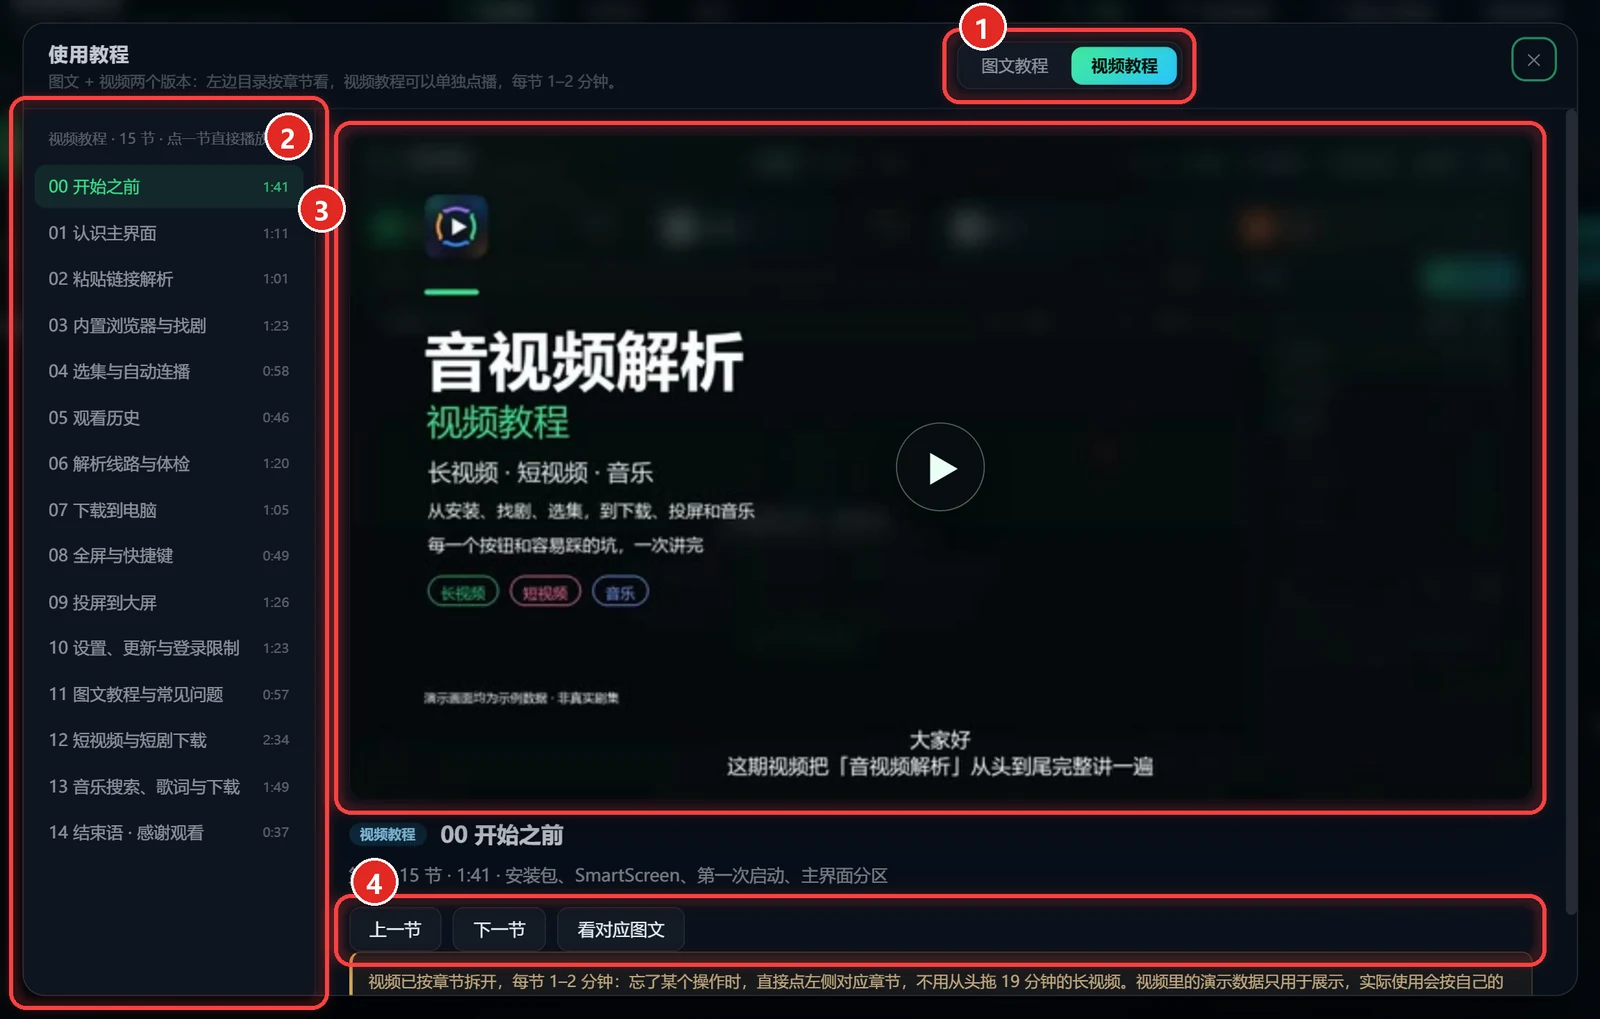 使用教程
图文 + 视频两个版本：左边目录按章节看，视频教程可以单独点播，每节 1–2 分钟。
1
图文教程
视频教程
视频教程 · 15 节 · 点一节直接播放
2
00 开始之前 1:41
3
01 认识主界面 1:11
02 粘贴链接解析 1:01
03 内置浏览器与找剧 1:23
04 选集与自动连播 0:58
05 观看历史 0:46
06 解析线路与体检 1:20
07 下载到电脑 1:05
08 全屏与快捷键 0:49
09 投屏到大屏 1:26
10 设置、更新与登录限制 1:23
11 图文教程与常见问题 0:57
12 短视频与短剧下载 2:34
13 音乐搜索、歌词与下载 1:49
14 结束语 · 感谢观看 0:37
音视频解析
视频教程
长视频 · 短视频 · 音乐
从安装、找剧、选集，到下载、投屏和音乐
每一个按钮和容易踩的坑，一次讲完
长视频
短视频
音乐
演示画面均为示例数据 · 非真实剧集
大家好
这期视频把「音视频解析」从头到尾完整讲一遍
视频教程
00 开始之前
4
15 节 · 1:41 · 安装包、SmartScreen、第一次启动、主界面分区
上一节
下一节
看对应图文
视频已按章节拆开，每节 1–2 分钟：忘了某个操作时，直接点左侧对应章节，不用从头拖 19 分钟的长视频。视频里的演示数据只用于展示，实际使用会按自己的